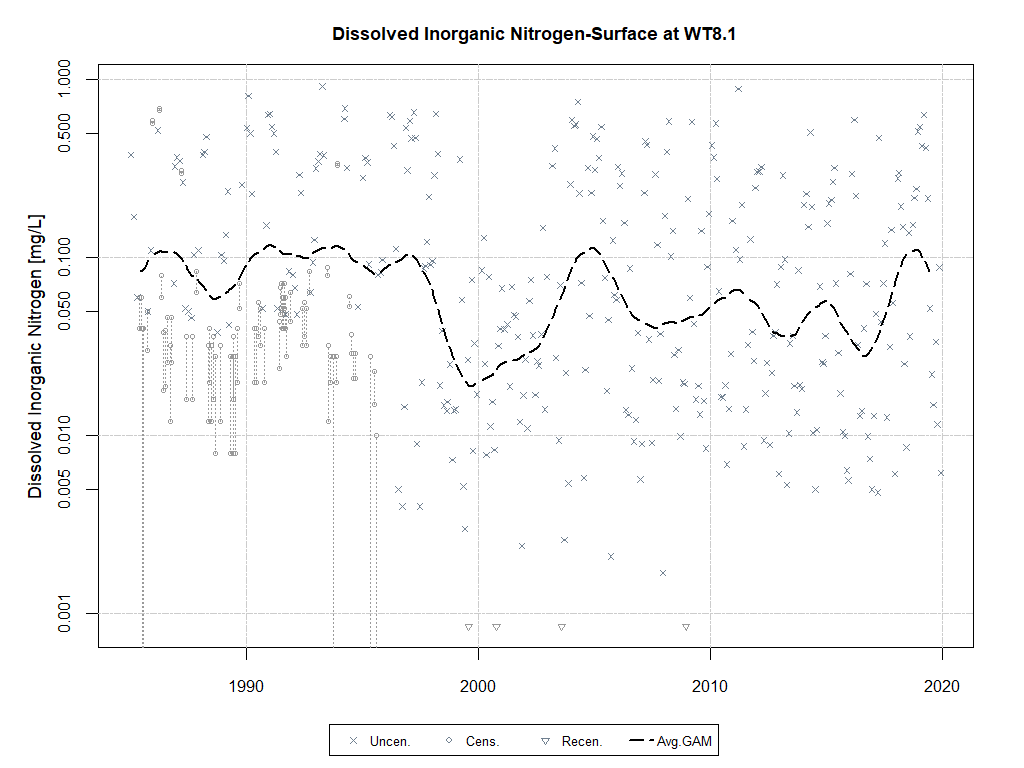 Dissolved Inorganic Nitrogen-Surface at WT8.1
Dissolved Inorganic Nitrogen [mg/L]
1.000
0.500
0.100
0.050
0.010
0.005
0.001
1990 2000 2010 2020
Uncen. Cens. Recen. Avg.GAM